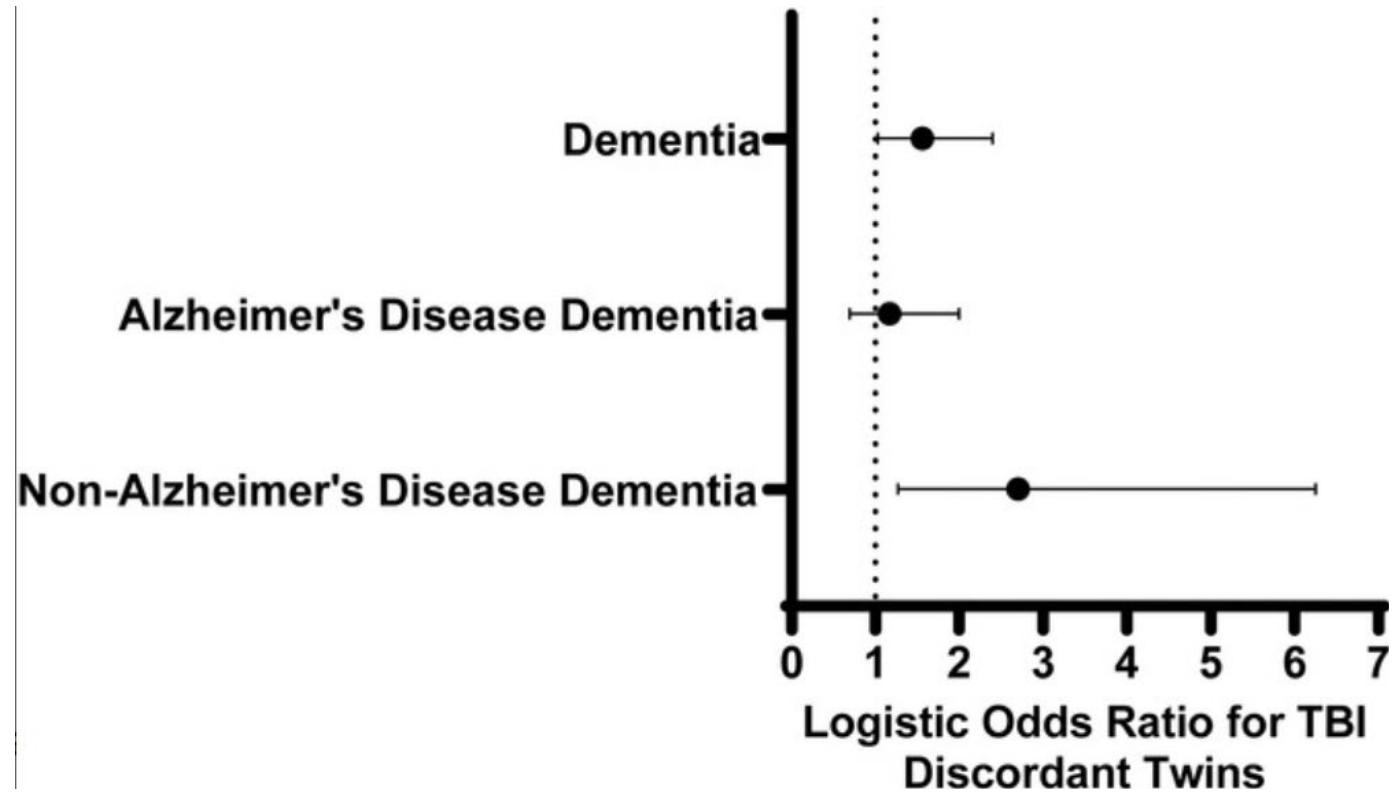 Dementia
Alzheimer's Disease Dementia
Non-Alzheimer's Disease Dementia
0 1 2 3 4 5 6 7
Logistic Odds Ratio for TBI
Discordant Twins